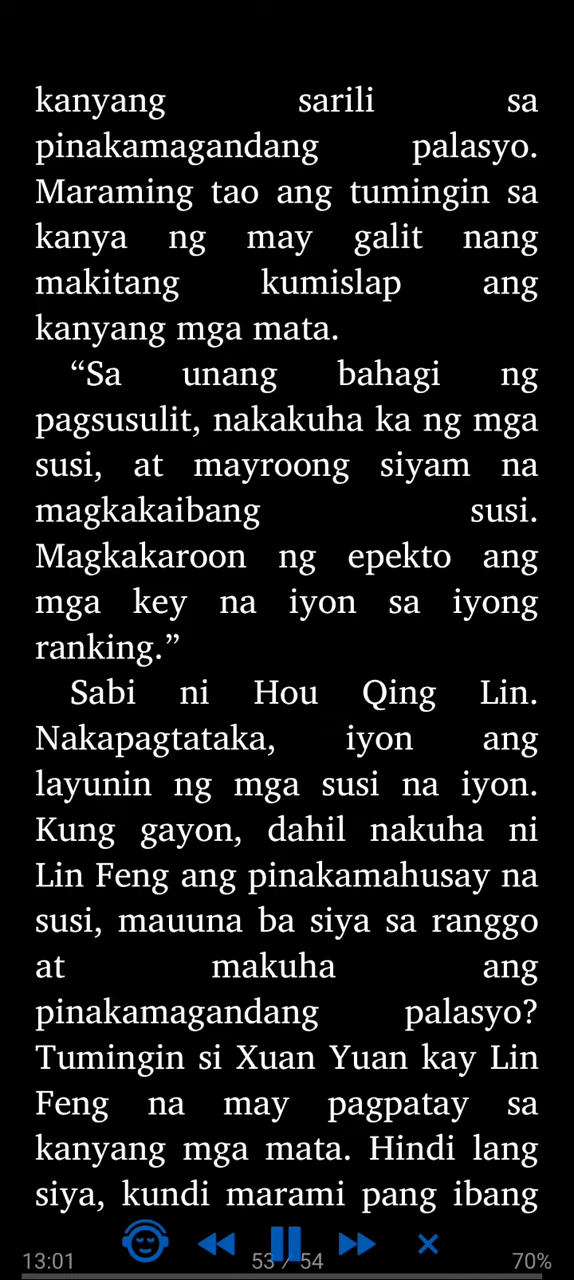 kanyang sarili sa
pinakamagandang palasyo.
Maraming tao ang tumingin sa
kanya ng may galit nang
makitang kumislap ang
kanyang mga mata.
“Sa unang bahagi ng
pagsusulit, nakakuha ka ng mga
susi, at mayroong siyam na
magkakaibang susi.
Magkakaroon ng epekto ang
mga key na iyon sa iyong
ranking.”
Sabi ni Hou Qing Lin.
Nakapagtataka, iyon ang
layunin ng mga susi na iyon.
Kung gayon, dahil nakuha ni
Lin Feng ang pinakamahusay na
susi, mauuna ba siya sa ranggo
at makuha ang
pinakamagandang palasyo?
Tumingin si Xuan Yuan kay Lin
Feng na may pagpatay sa
kanyang mga mata. Hindi lang
siya, kundi marami pang ibang
13:01 53 / 54 70%